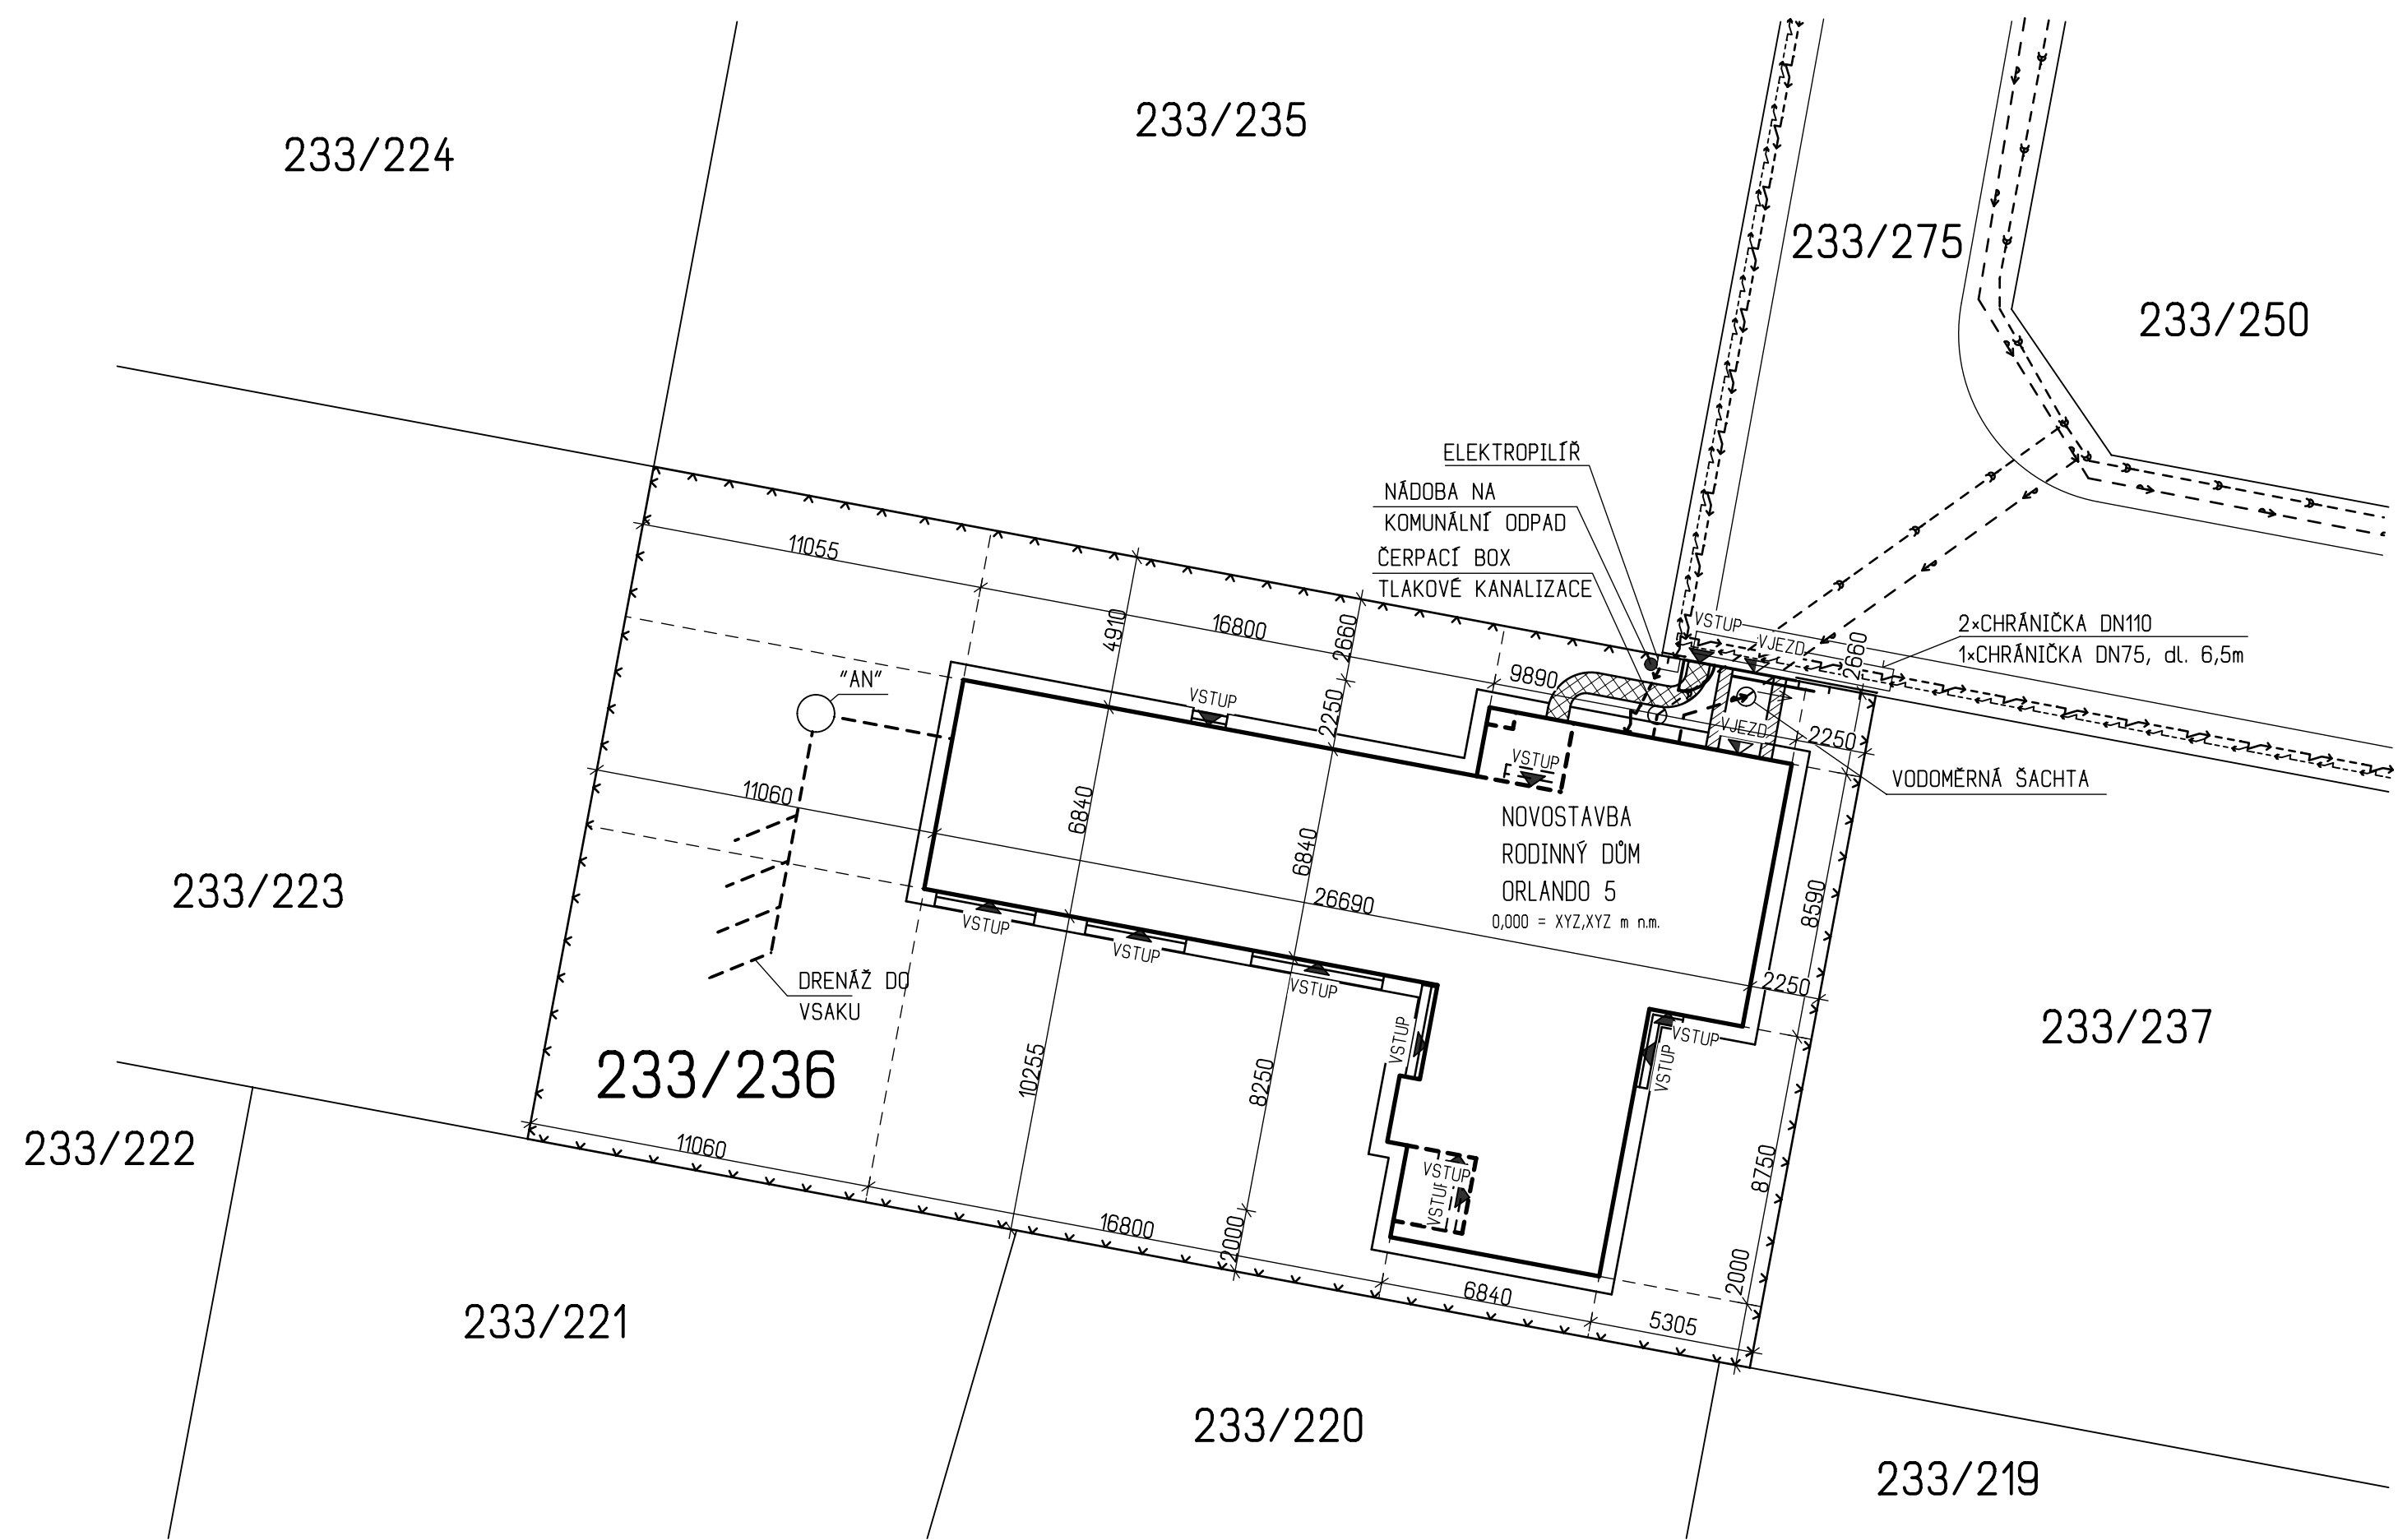 233/224
233/235
233/275
233/250
ELEKTROPILÍŘ
NÁDOBA NA
KOMUNÁLNÍ ODPAD
ČERPACÍ BOX
TLAKOVÉ KANALIZACE
11055
4910
16800
2660
9890
VSTUP
VJEZD
2660
2×CHRÁNIČKA DN110
1×CHRÁNIČKA DN75, dl. 6,5m
"AN"
VSTUP
2250
VJEZD
2250
VSTUP
VODOMĚRNÁ ŠACHTA
11060
6840
6840
NOVOSTAVBA
RODINNÝ DŮM
ORLANDO 5
0,000 = XYZ,XYZ m n.m.
26690
8590
233/223
VSTUP
VSTUP
VSTUP
2250
DRENÁŽ DO
VSAKU
VSTUP
VSTUP
VSTUP
233/237
233/236
10255
8250
233/222
11060
VSTUP
VSTUP
8750
16800
2000
2000
6840
5305
233/221
233/220
233/219